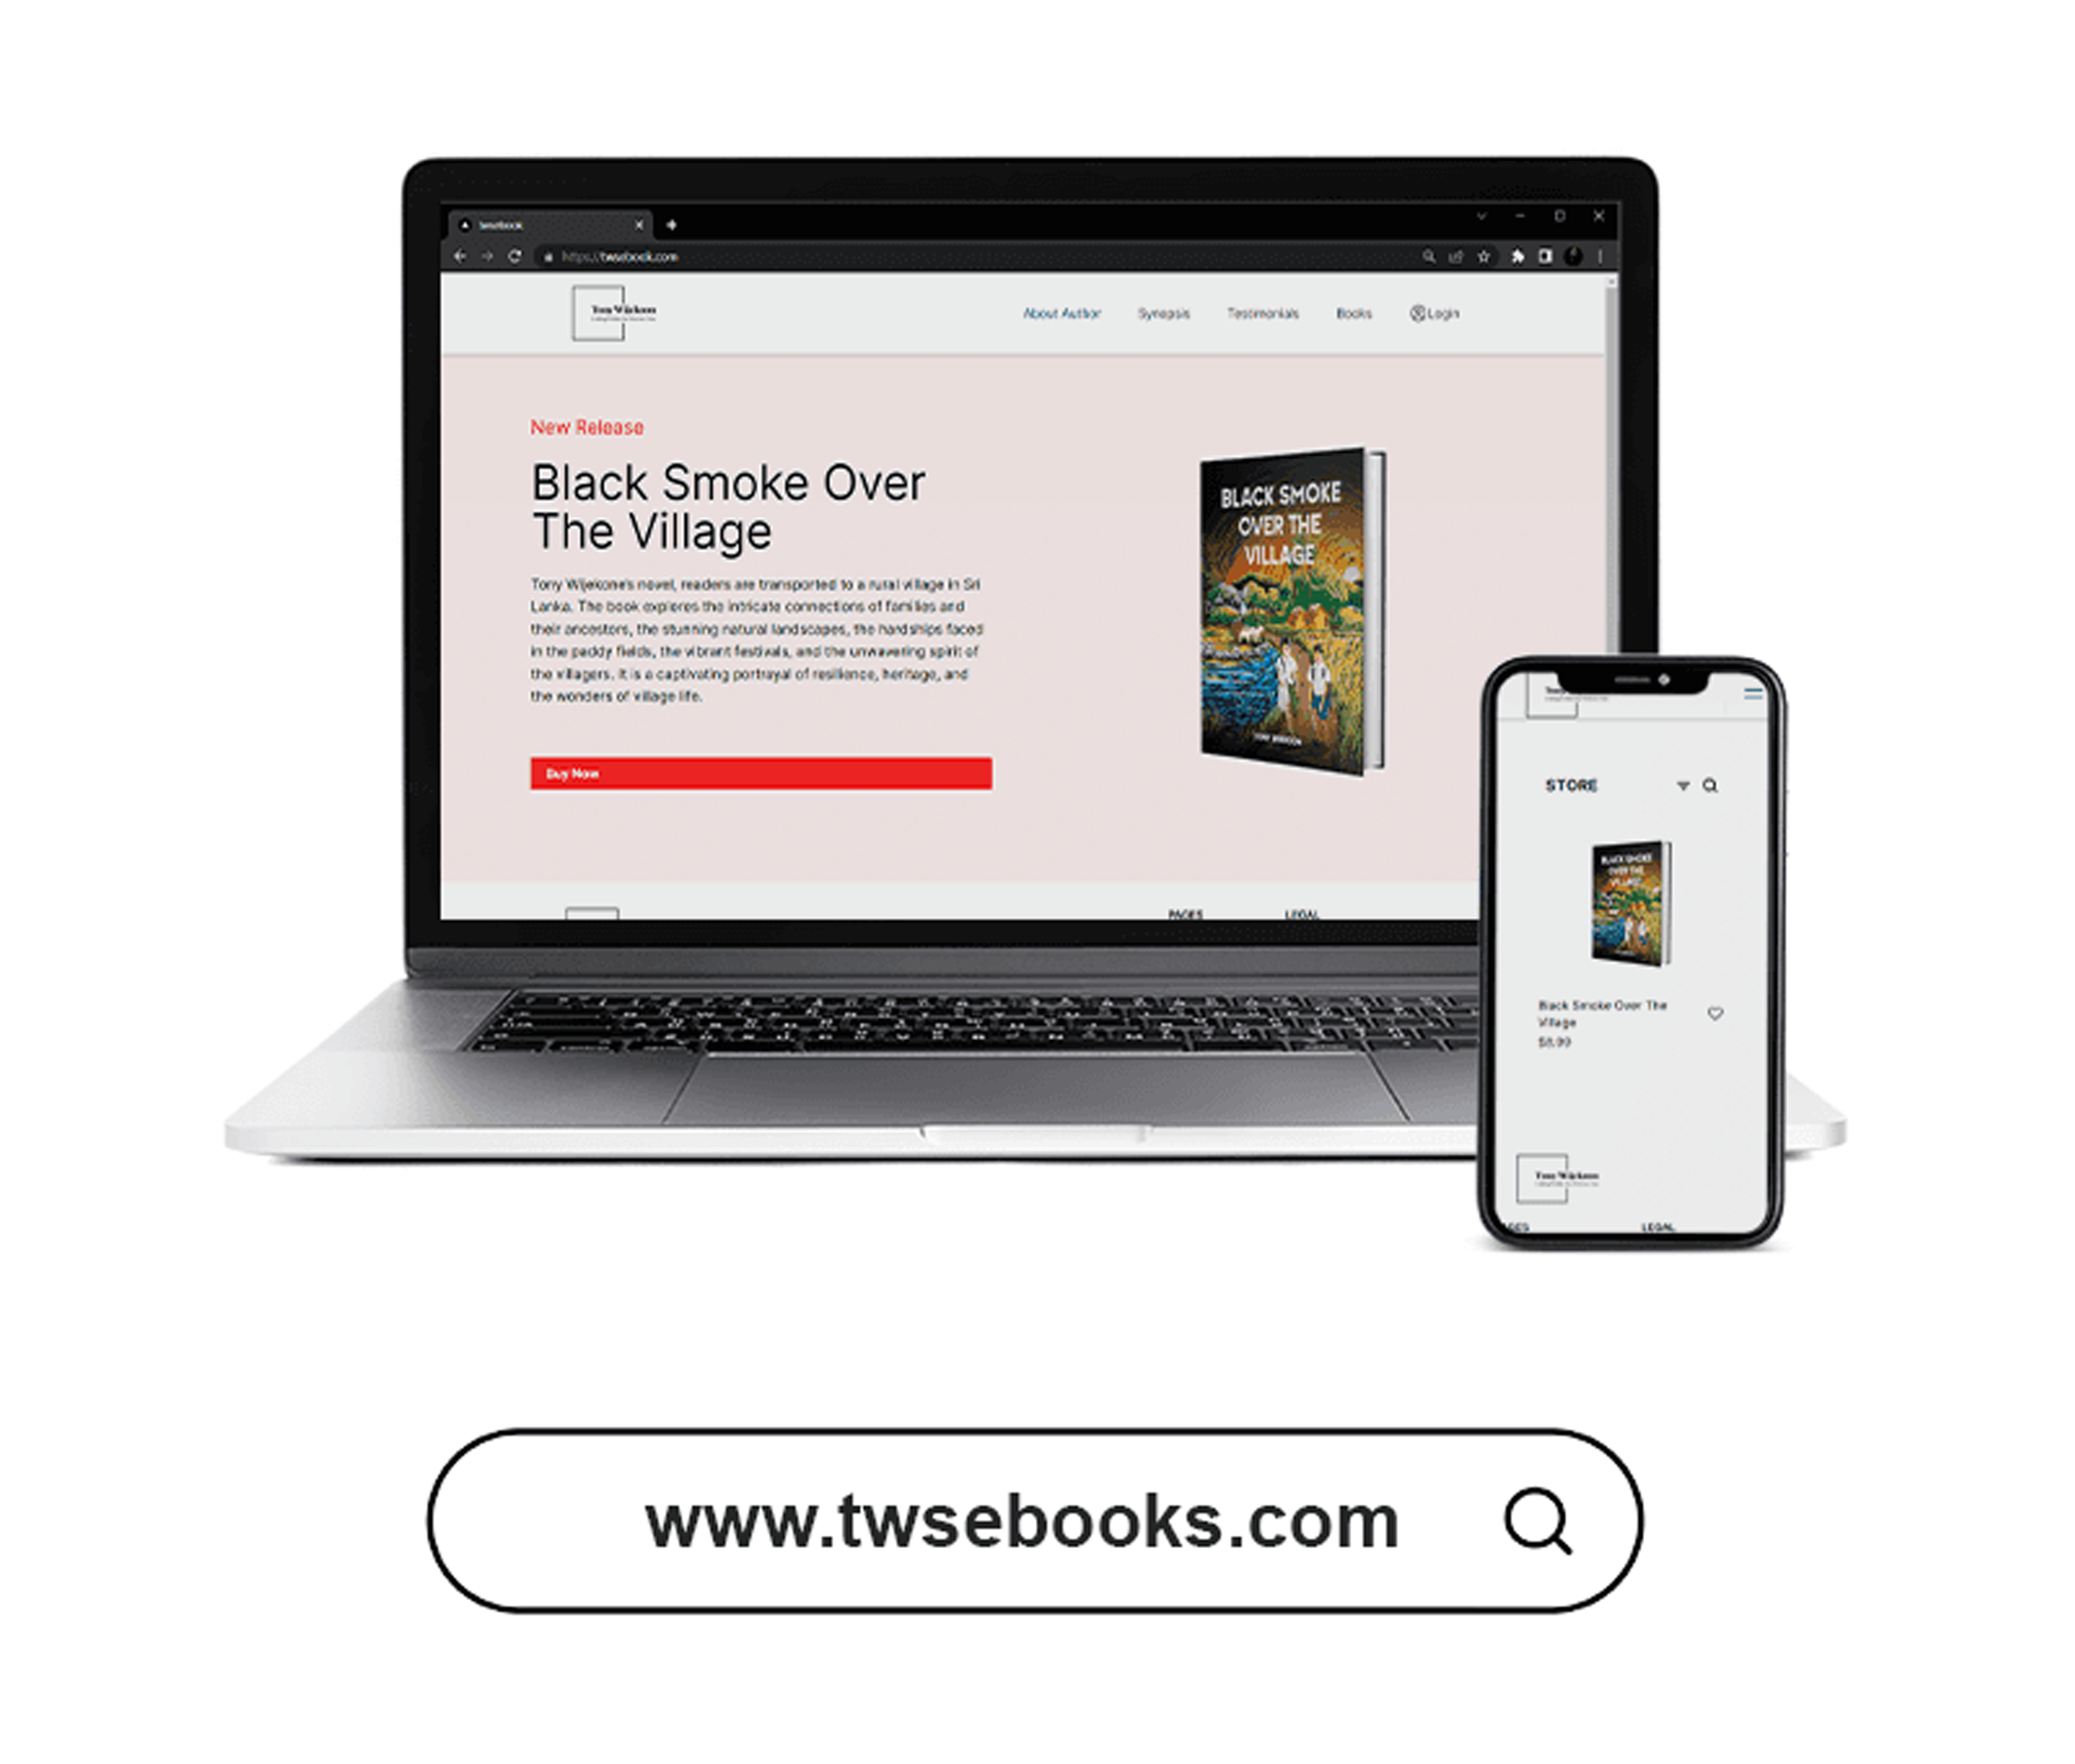 twsebook
https://twsebook.com
Tony Wijekone
About Author Synopsis Testimonials Books Login
New Release
Black Smoke Over
The Village
Tony Wijekone's novel, readers are transported to a rural village in Sri
Lanka. The book explores the intricate connections of families and
their ancestors, the stunning natural landscapes, the hardships faced
in the paddy fields, the vibrant festivals, and the unwavering spirit of
the villagers. It is a captivating portrayal of resilience, heritage, and
the wonders of village life.
Buy Now
BLACK SMOKE
OVER THE
VILLAGE
PAGES LEGAL
STORE
BLACK SMOKE
OVER THE
VILLAGE
Black Smoke Over The
Village
$8.99
Tony Wijekone
LEGAL
www.twsebooks.com